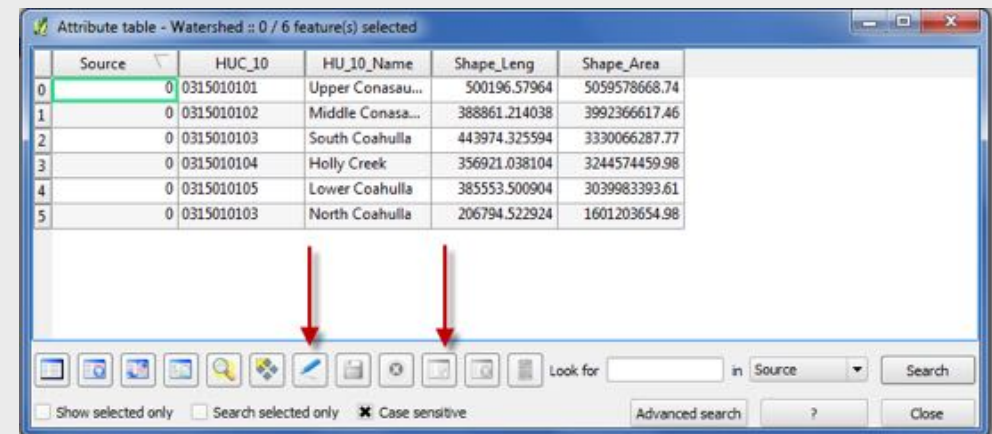 Attribute table - Watershed :: 0 / 6 feature(s) selected
Source HUC_10 HU_10_Name Shape_Leng Shape_Area
0 0 0315010101 Upper Conasau... 500196.57964 5059578668.74
1 0 0315010102 Middle Conasa... 388861.214038 3992366617.46
2 0 0315010103 South Coahulla 443974.325594 3330066287.77
3 0 0315010104 Holly Creek 356921.038104 3244574459.98
4 0 0315010105 Lower Coahulla 385553.500904 3039983393.61
5 0 0315010103 North Coahulla 206794.522924 1601203654.98
Look for in Source Search
Show selected only Search selected only Case sensitive Advanced search ? Close